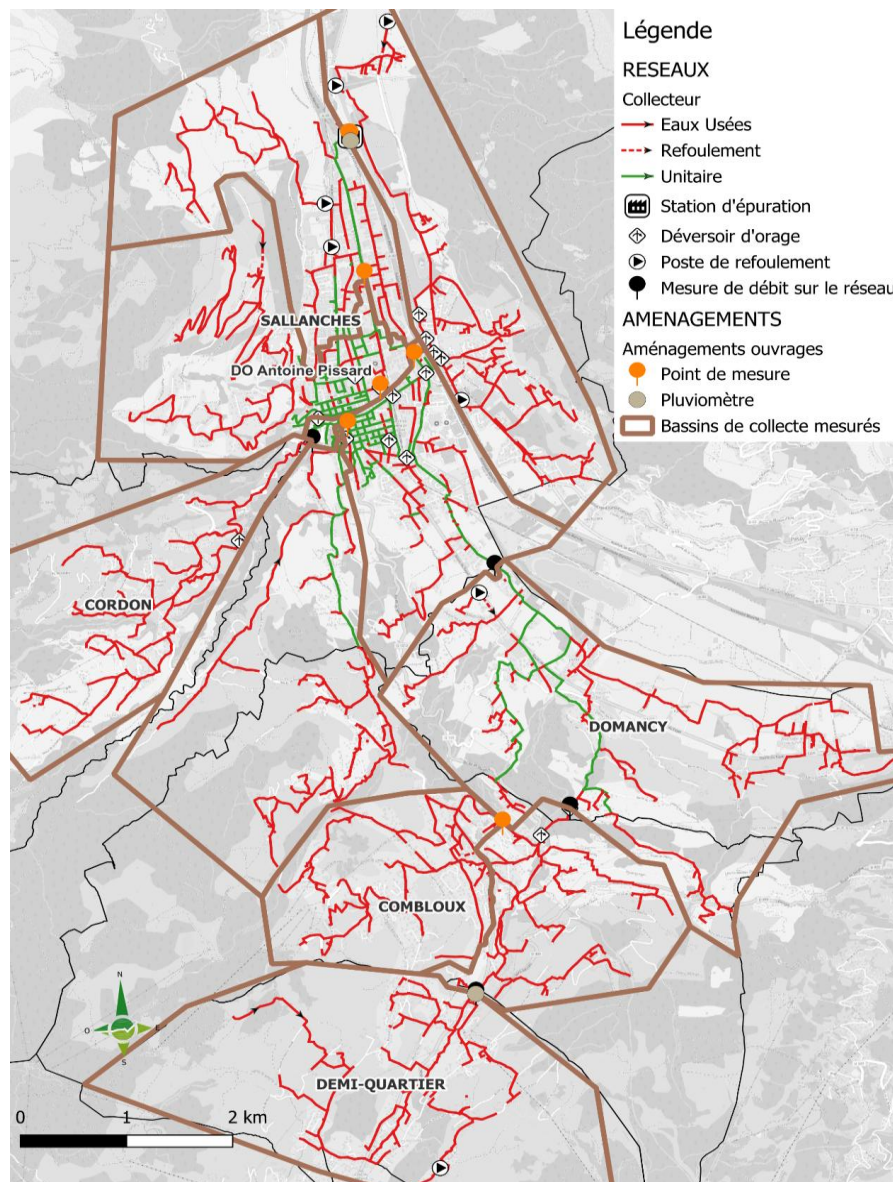 Légende
RESEAUX
Collecteur
Eaux Usées
Refoulement
Unitaire
Station d'épuration
Déversoir d'orage
Poste de refoulement
Mesure de débit sur le réseau
AMENAGEMENTS
Aménagements ouvrages
Point de mesure
Pluviomètre
Bassins de collecte mesurés
SALLANCHES
DO Antoine Pissard
CORDON
DOMANCY
COMBLOUX
DEMI-QUARTIER
N
O
E
S
0 1 2 km